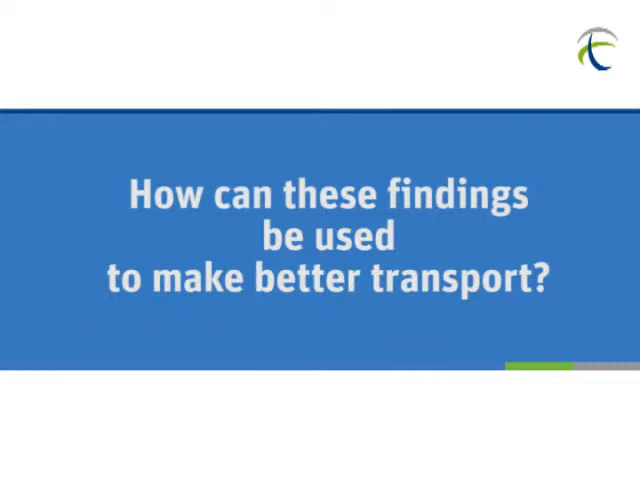 How can these findings
be used
to make better transport?